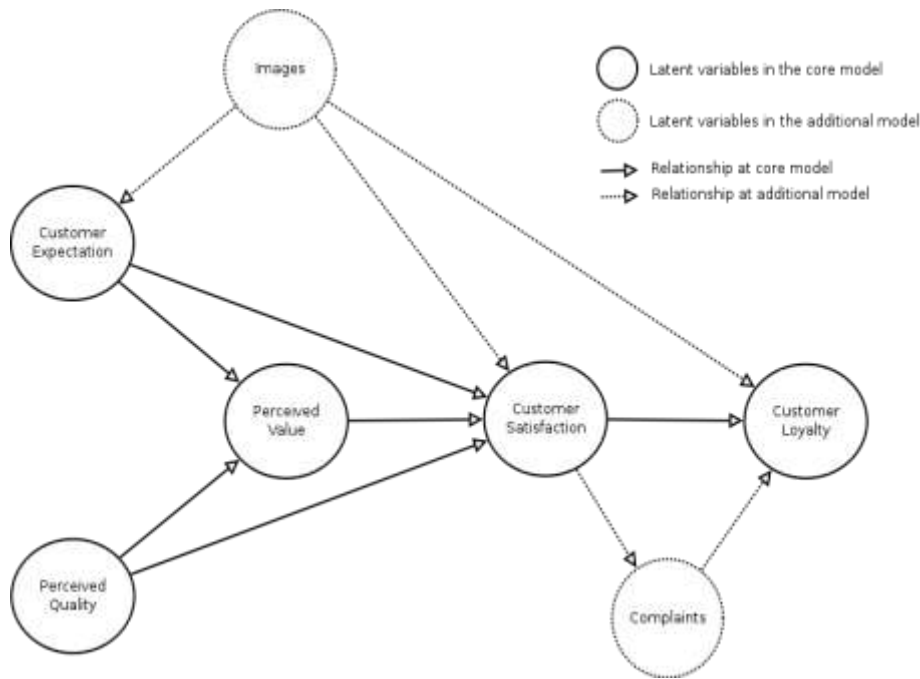 Images
Latent variables in the core model
Latent variables in the additional model
Relationship at core model
Relationship at additional model
Customer
Expectation
Perceived
Value
Customer
Satisfaction
Customer
Loyalty
Perceived
Quality
Complaints